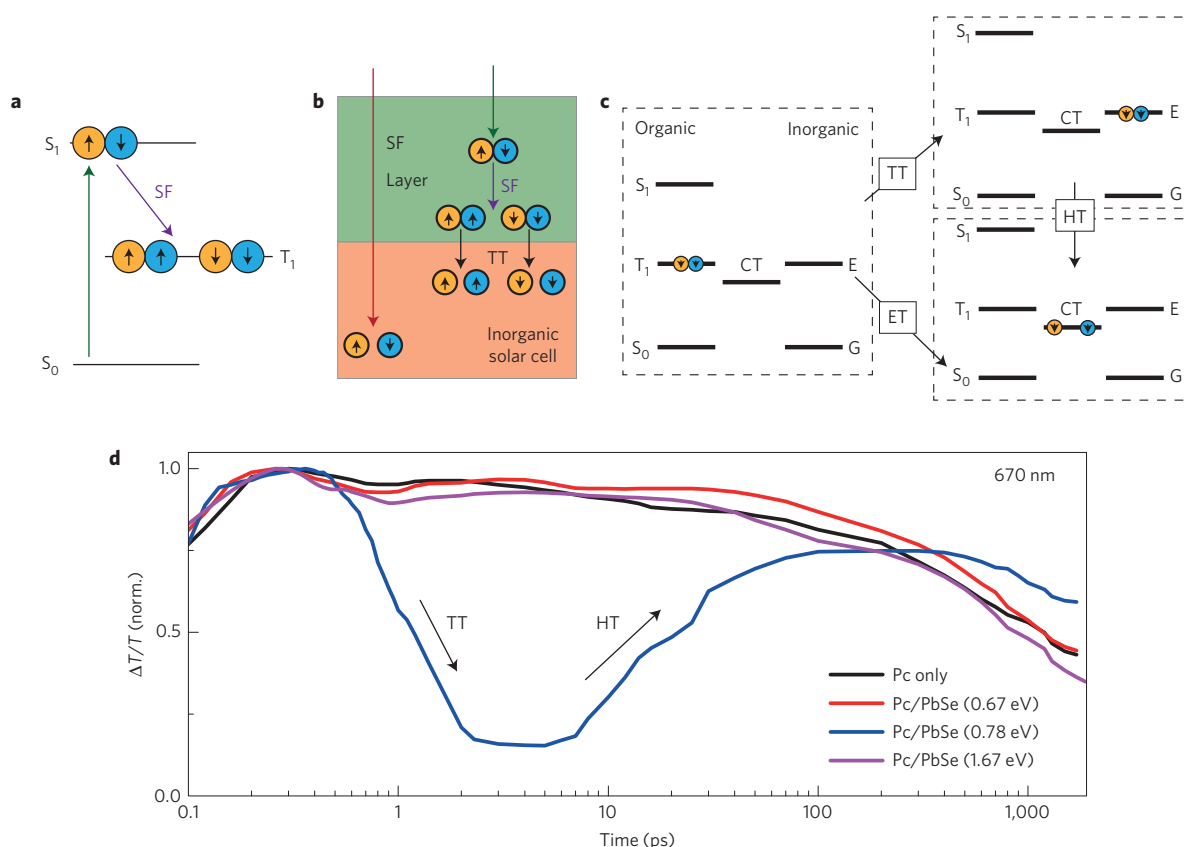 a
S1
SF
T1
S0
b
SF
Layer
SF
TT
Inorganic
solar cell
c
Organic
Inorganic
S1
T1
CT
E
S0
G
TT
ET
S1
T1
CT
E
S0
G
HT
S1
T1
CT
E
S0
G
d
670 nm
1.0
0.5
0.0
ΔT/T (norm.)
TT
HT
Pc only
Pc/PbSe (0.67 eV)
Pc/PbSe (0.78 eV)
Pc/PbSe (1.67 eV)
0.1
1
10
100
1,000
Time (ps)